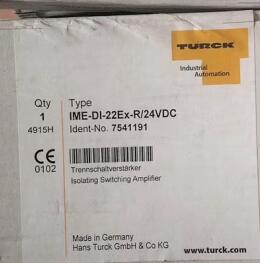 TURCK
Industrial
Automation
Qty
1
4915H
Type
IME-DI-22Ex-R/24VDC
Ident-No. 7541191
CE
0102
Trennschaltverstärker
Isolating Switching Amplifier
Made in Germany
Hans Turck GmbH & Co KG
www.turck.com